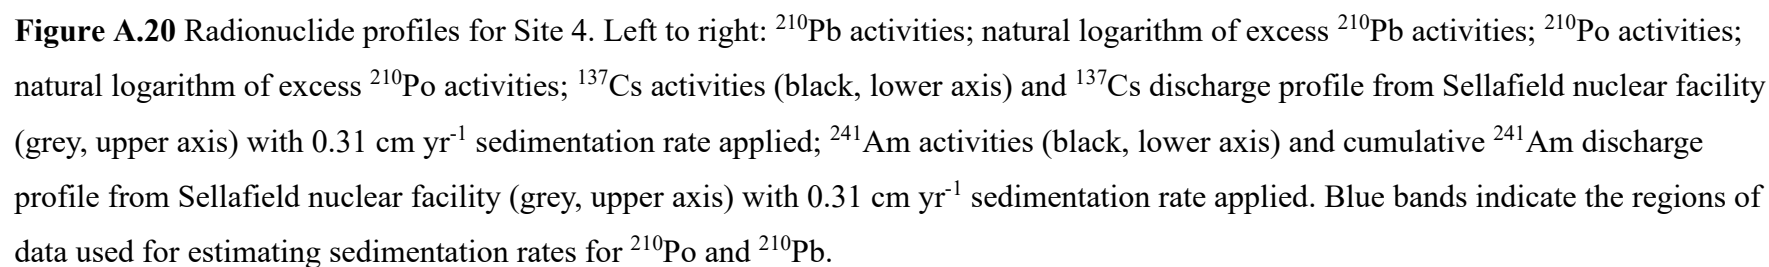 Figure A.20 Radionuclide profiles for Site 4. Left to right: ²¹⁰Pb activities; natural logarithm of excess ²¹⁰Pb activities; ²¹⁰Po activities;
natural logarithm of excess ²¹⁰Po activities; ¹³⁷Cs activities (black, lower axis) and ¹³⁷Cs discharge profile from Sellafield nuclear facility
(grey, upper axis) with 0.31 cm yr⁻¹ sedimentation rate applied; ²⁴¹Am activities (black, lower axis) and cumulative ²⁴¹Am discharge
profile from Sellafield nuclear facility (grey, upper axis) with 0.31 cm yr⁻¹ sedimentation rate applied. Blue bands indicate the regions of
data used for estimating sedimentation rates for ²¹⁰Po and ²¹⁰Pb.